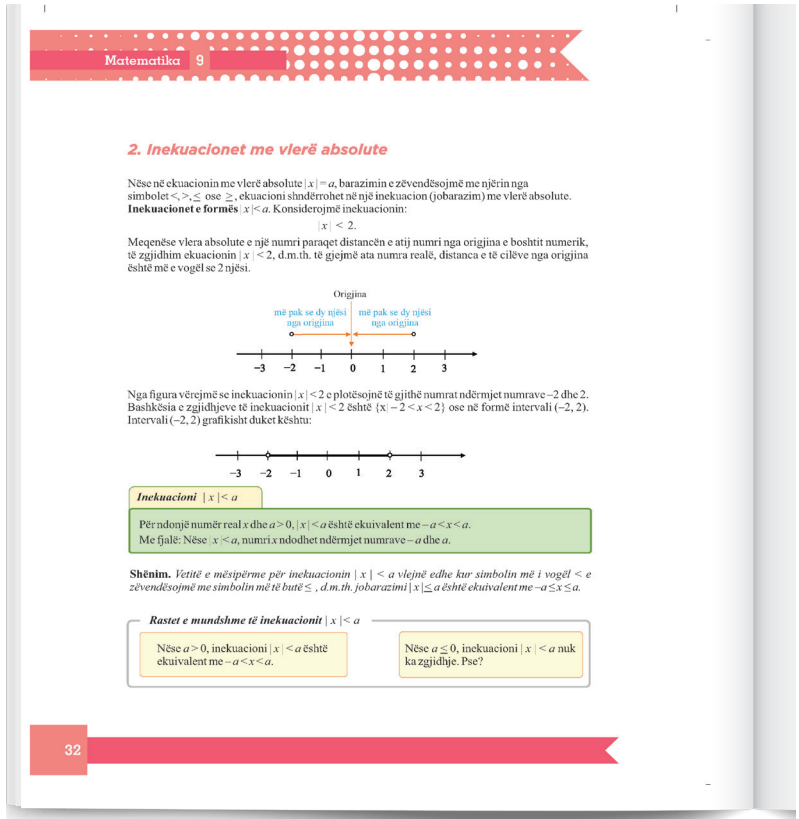 Matematika 9
2. Inekuacionet me vlerë absolute
Nëse në ekuacionin me vlerë absolute | x | = a, barazimin e zëvendësojmë me njërin nga
simbolet <, >, ≤ ose ≥, ekuacioni shndërrohet në një inekuacion (jobarazim) me vlerë absolute.
Inekuacionet e formës | x | < a. Konsiderojmë inekuacionin:
| x | < 2.
Meqenëse vlera absolute e një numri paraqet distancën e atij numri nga origjina e boshtit numerik,
të zgjidhim ekuacionin | x | < 2, d.m.th. të gjejmë ata numra realë, distanca e të cilëve nga origjina
është më e vogël se 2 njësi.
Origjina
më pak se dy njësi më pak se dy njësi
nga origjina nga origjina
−3 −2 −1 0 1 2 3
Nga figura vërejmë se inekuacionin | x | < 2 e plotësojnë të gjithë numrat ndërmjet numrave −2 dhe 2.
Bashkësia e zgjidhjeve të inekuacionit | x | < 2 është {x| − 2 < x < 2} ose në formë intervali (−2, 2).
Intervali (−2, 2) grafikisht duket kështu:
−3 −2 −1 0 1 2 3
Inekuacioni | x | < a
Për ndonjë numër real x dhe a > 0, | x | < a është ekuivalent me − a < x < a.
Me fjalë: Nëse | x | < a, numri x ndodhet ndërmjet numrave − a dhe a.
Shënim. Vetitë e mësipërme për inekuacionin | x | < a vlejnë edhe kur simbolin më i vogël < e
zëvendësojmë me simbolin më të butë ≤ , d.m.th. jobarazimi | x | ≤ a është ekuivalent me −a ≤ x ≤ a.
Rastet e mundshme të inekuacionit | x | < a
Nëse a > 0, inekuacioni | x | < a është
ekuivalent me − a < x < a.
Nëse a ≤ 0, inekuacioni | x | < a nuk
ka zgjidhje. Pse?
32